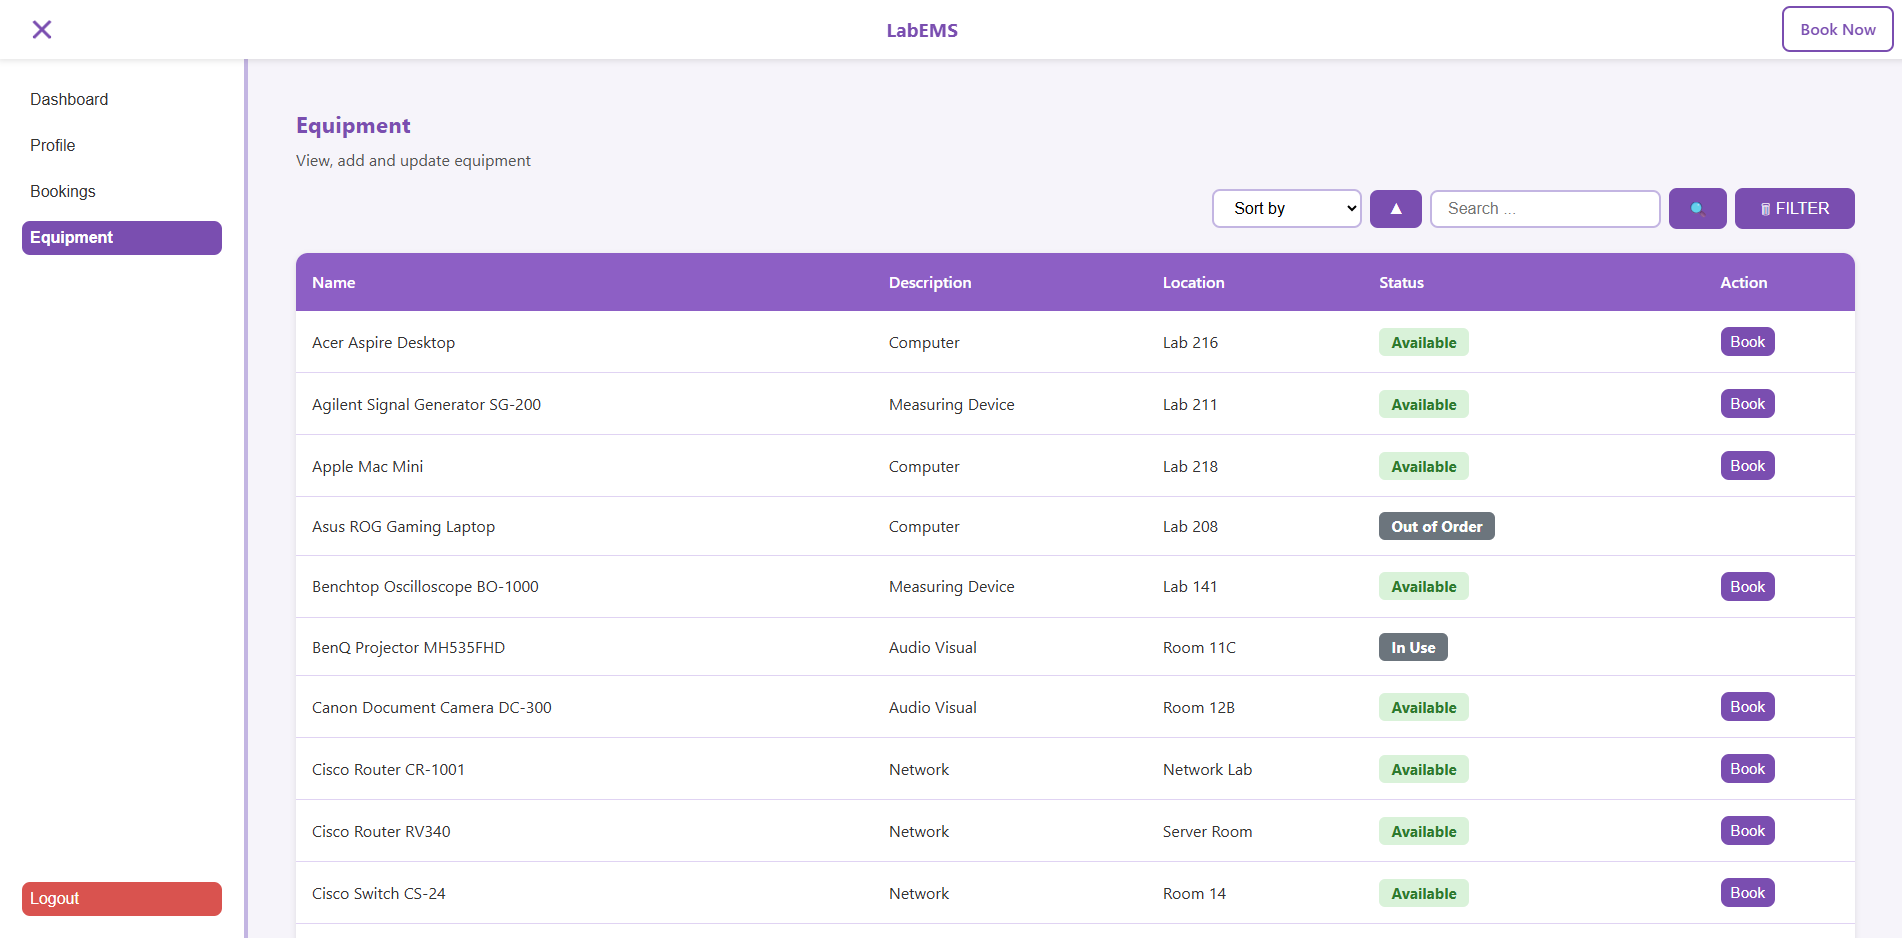 LabEMS
Book Now
Dashboard
Profile
Bookings
Equipment
Logout
Equipment
View, add and update equipment
Sort by
▲
Search ...
FILTER
Name Description Location Status Action
Acer Aspire Desktop Computer Lab 216 Available Book
Agilent Signal Generator SG-200 Measuring Device Lab 211 Available Book
Apple Mac Mini Computer Lab 218 Available Book
Asus ROG Gaming Laptop Computer Lab 208 Out of Order
Benchtop Oscilloscope BO-1000 Measuring Device Lab 141 Available Book
BenQ Projector MH535FHD Audio Visual Room 11C In Use
Canon Document Camera DC-300 Audio Visual Room 12B Available Book
Cisco Router CR-1001 Network Network Lab Available Book
Cisco Router RV340 Network Server Room Available Book
Cisco Switch CS-24 Network Room 14 Available Book